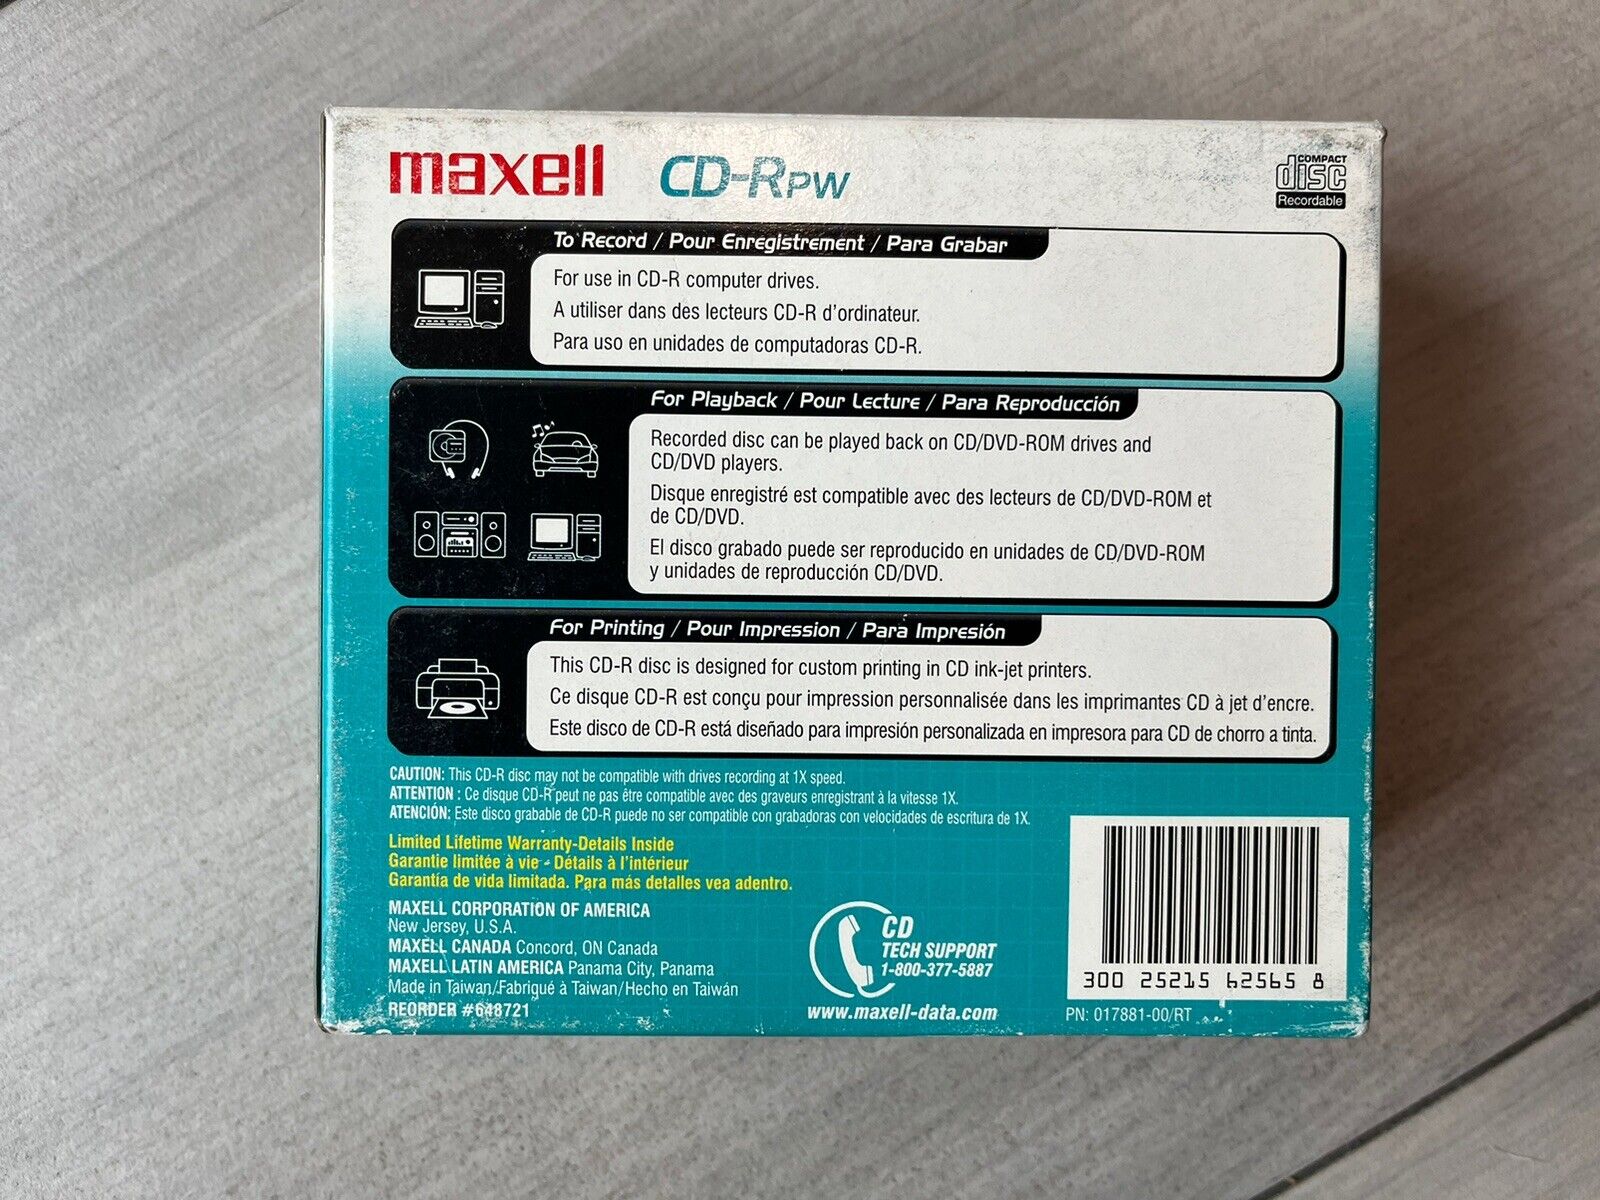 maxell CD-RPW
COMPACT
disc
Recordable
To Record / Pour Enregistrement / Para Grabar
For use in CD-R computer drives.
A utiliser dans des lecteurs CD-R d'ordinateur.
Para uso en unidades de computadoras CD-R.
For Playback / Pour Lecture / Para Reproducción
Recorded disc can be played back on CD/DVD-ROM drives and
CD/DVD players.
Disque enregistré est compatible avec des lecteurs de CD/DVD-ROM et
de CD/DVD.
El disco grabado puede ser reproducido en unidades de CD/DVD-ROM
y unidades de reproducción CD/DVD.
For Printing / Pour Impression / Para Impresión
This CD-R disc is designed for custom printing in CD ink-jet printers.
Ce disque CD-R est conçu pour impression personnalisée dans les imprimantes CD à jet d'encre.
Este disco de CD-R está diseñado para impresión personalizada en impresora para CD de chorro a tinta.
CAUTION: This CD-R disc may not be compatible with drives recording at 1X speed.
ATTENTION : Ce disque CD-R peut ne pas être compatible avec des graveurs enregistrant à la vitesse 1X.
ATENCIÓN: Este disco grabable de CD-R puede no ser compatible con grabadoras con velocidades de escritura de 1X.
Limited Lifetime Warranty-Details Inside
Garantie limitée à vie - Détails à l'intérieur
Garantía de vida limitada. Para más detalles vea adentro.
MAXELL CORPORATION OF AMERICA
New Jersey, U.S.A.
MAXELL CANADA Concord, ON Canada
MAXELL LATIN AMERICA Panama City, Panama
Made in Taiwan/Fabriqué à Taiwan/Hecho en Taiwán
REORDER #648721
CD
TECH SUPPORT
1-800-377-5887
www.maxell-data.com
300 25215 62565 8
PN: 017881-00/RT